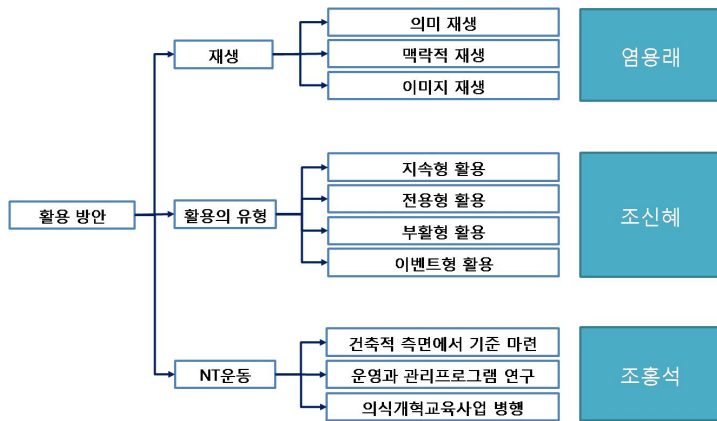 활용 방안
재생
의미 재생
맥락적 재생
이미지 재생
염용래
활용의 유형
지속형 활용
전용형 활용
부활형 활용
이벤트형 활용
조신혜
NT운동
건축적 측면에서 기준 마련
운영과 관리프로그램 연구
의식개혁교육사업 병행
조홍석